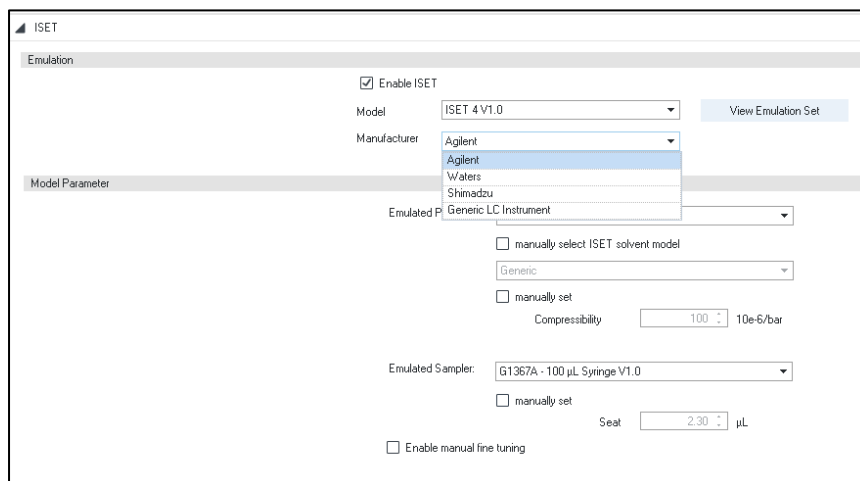 ISET
Emulation
Enable ISET
Model ISET 4 V1.0 View Emulation Set
Manufacturer Agilent
Agilent
Waters
Model Parameter
Shimadzu
Emulated P Generic LC Instrument
manually select ISET solvent model
Generic
manually set
Compressibility 100 10e-6/bar
Emulated Sampler: G1367A - 100 µL Syringe V1.0
manually set
Seat 2.30 µL
Enable manual fine tuning